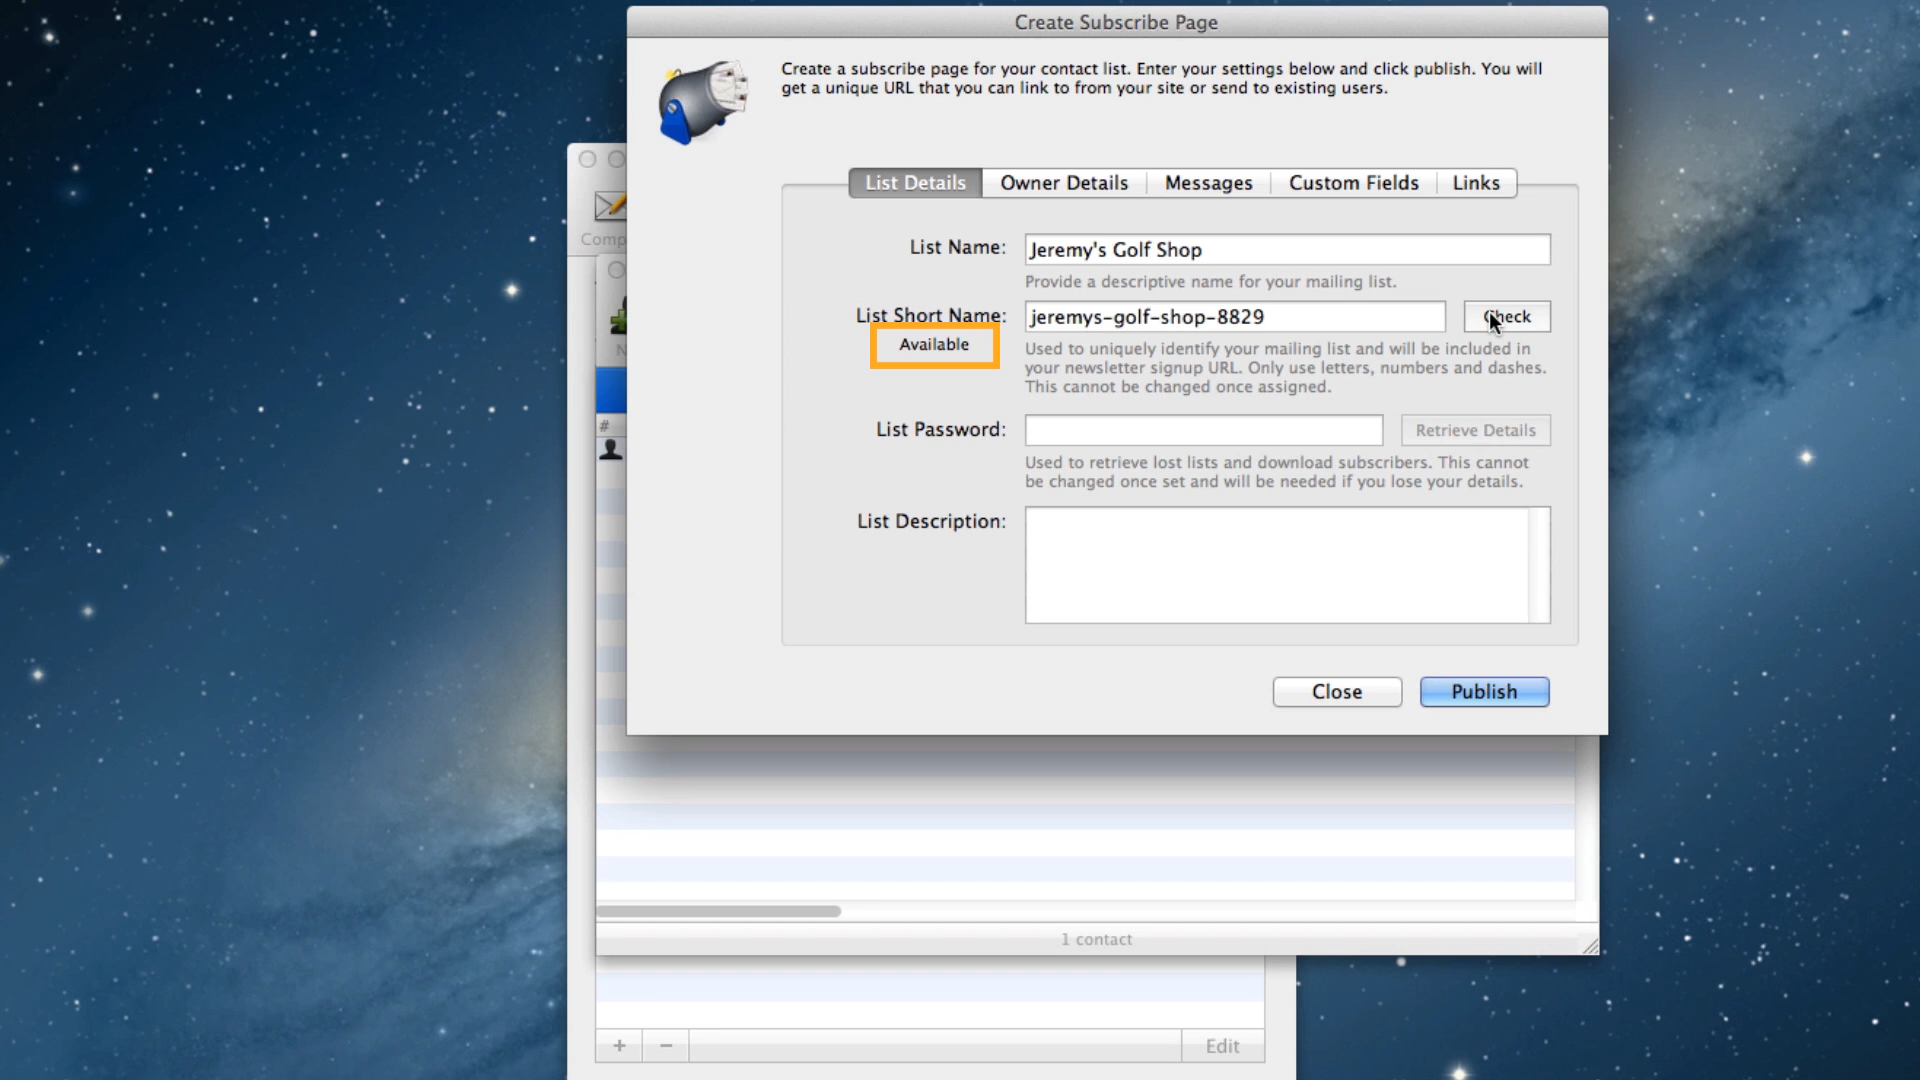 Create Subscribe Page
Create a subscribe page for your contact list. Enter your settings below and click publish. You will
get a unique URL that you can link to from your site or send to existing users.
List Details Owner Details Messages Custom Fields Links
Comp
List Name: Jeremy's Golf Shop
Provide a descriptive name for your mailing list.
List Short Name: jeremys-golf-shop-8829 Check
Available
Used to uniquely identify your mailing list and will be included in
your newsletter signup URL. Only use letters, numbers and dashes.
This cannot be changed once assigned.
N
#
List Password: Retrieve Details
Used to retrieve lost lists and download subscribers. This cannot
be changed once set and will be needed if you lose your details.
List Description:
Close Publish
1 contact
+ − Edit